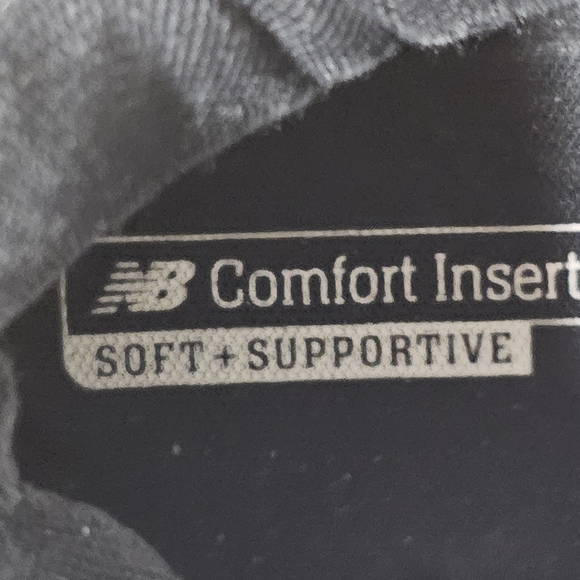 NB Comfort Insert
SOFT + SUPPORTIVE